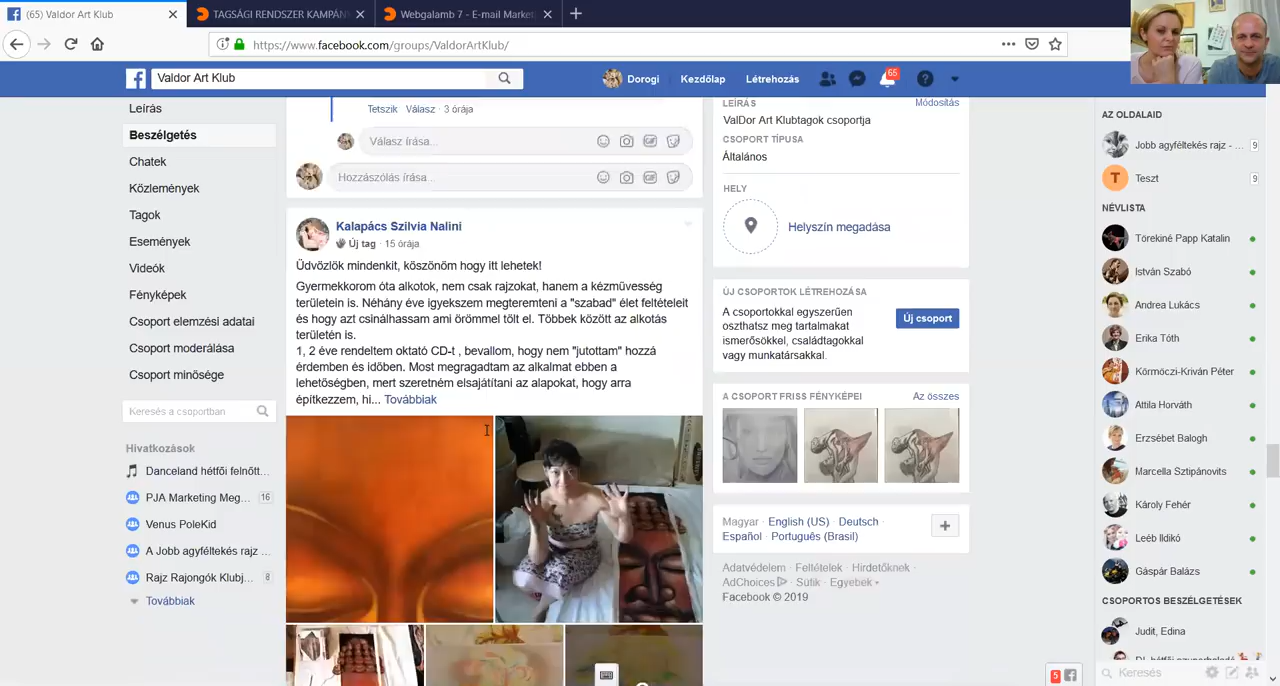 (65) Valdor Art Klub
TAGSÁGI RENDSZER KAMPÁNY
Webgalamb 7 - E-mail Market
https://www.facebook.com/groups/ValdorArtKlub/
Valdor Art Klub
Dorogi
Kezdőlap
Létrehozás
65
Leírás
Beszélgetés
Chatek
Közlemények
Tagok
Események
Videók
Fényképek
Csoport elemzési adatai
Csoport moderálása
Csoport minősége
Keresés a csoportban
Hivatkozások
Danceland hétfői felnőtt...
PJA Marketing Meg... 16
Venus PoleKid
A Jobb agyféltekés rajz ...
Rajz Rajongók Klubj... 8
Továbbiak
Tetszik Válasz · 3 órája
Válasz írása...
Hozzászólás írása...
Kalapács Szilvia Nalini
Új tag · 15 órája
Üdvözlök mindenkit, köszönöm hogy itt lehetek!
Gyermekkorom óta alkotok, nem csak rajzokat, hanem a kézművesség
területein is. Néhány éve igyekszem megteremteni a "szabad" élet feltételeit
és hogy azt csinálhassam ami örömmel tölt el. Többek között az alkotás
területén is.
1, 2 éve rendeltem oktató CD-t , bevallom, hogy nem "jutottam" hozzá
érdemben és időben. Most megragadtam az alkalmat ebben a
lehetőségben, mert szeretném elsajátítani az alapokat, hogy arra
építkezzem, hi... Továbbiak
LEÍRÁS
Módosítás
ValDor Art Klubtagok csoportja
CSOPORT TÍPUSA
Általános
HELY
Helyszín megadása
ÚJ CSOPORTOK LÉTREHOZÁSA
A csoportokkal egyszerűen
oszthatsz meg tartalmakat
ismerősökkel, családtagokkal
vagy munkatársakkal.
Új csoport
A CSOPORT FRISS FÉNYKÉPEI
Az összes
Magyar · English (US) · Deutsch ·
Español · Português (Brasil)
Adatvédelem · Feltételek · Hirdetőknek ·
AdChoices · Sütik · Egyebek
Facebook © 2019
AZ OLDALAID
Jobb agyféltekés rajz - ... 9
T Teszt 9
NÉVLISTA
Törekiné Papp Katalin
István Szabó
Andrea Lukács
Erika Tóth
Körmöczi-Kriván Péter
Attila Horváth
Erzsébet Balogh
Marcella Sztipánovits
Károly Fehér
Leéb Ildikó
Gáspár Balázs
CSOPORTOS BESZÉLGETÉSEK
Judit, Edina
Keresés
5